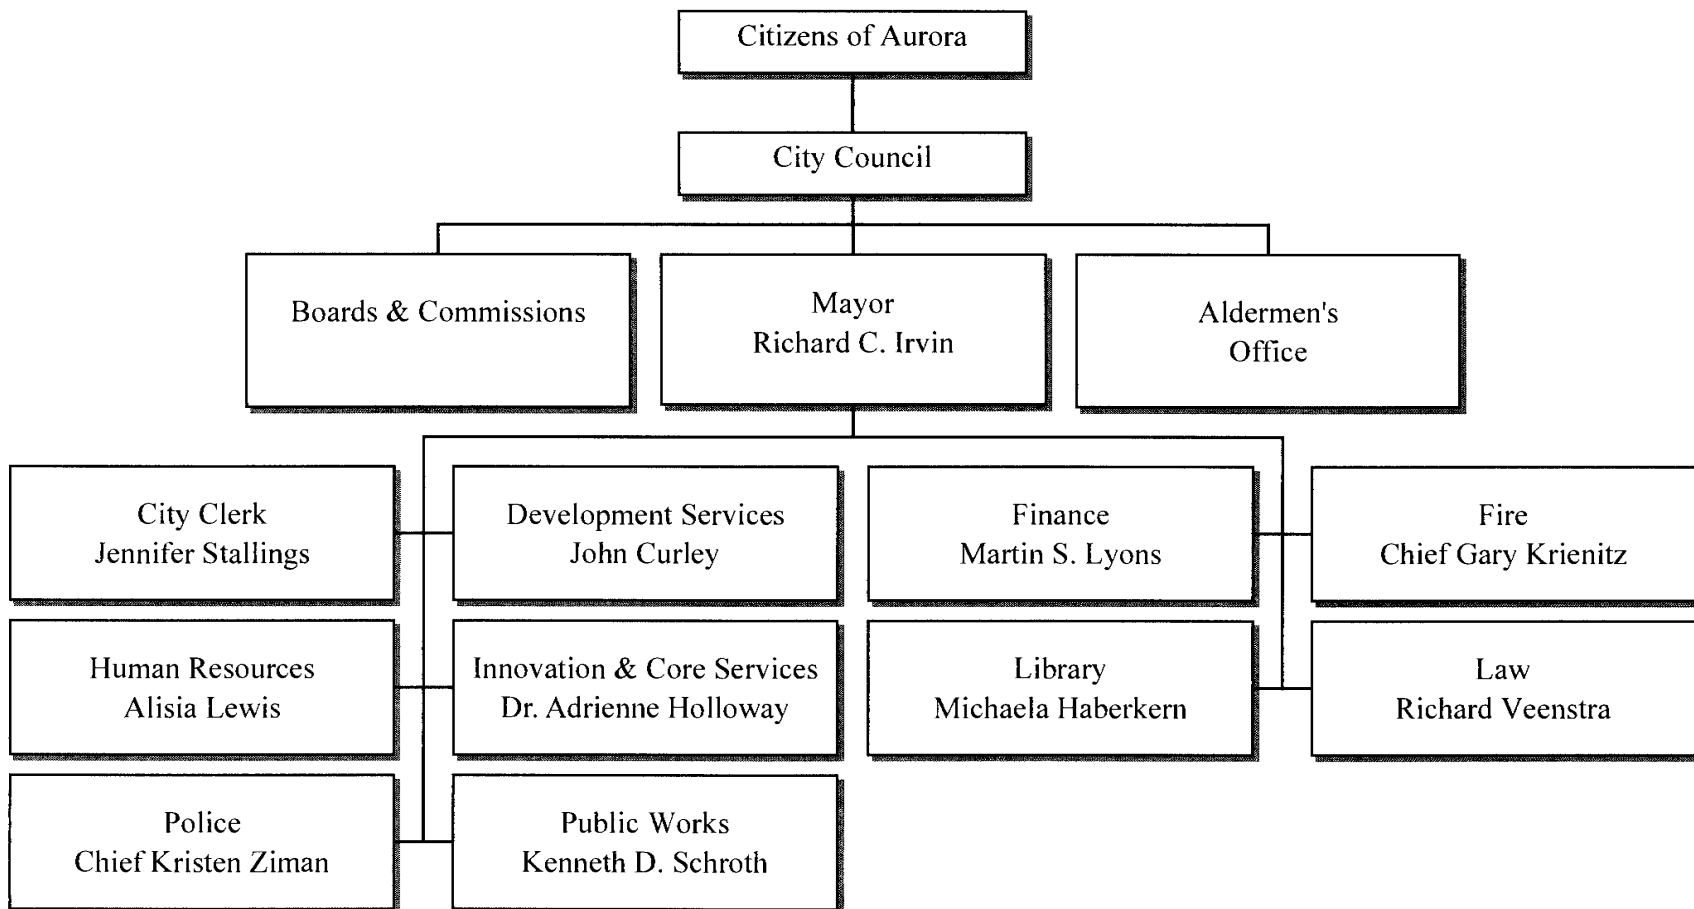 Citizens of Aurora
City Council
Boards & Commissions
Mayor
Richard C. Irvin
Aldermen's
Office
City Clerk
Jennifer Stallings
Development Services
John Curley
Finance
Martin S. Lyons
Fire
Chief Gary Krienitz
Human Resources
Alisia Lewis
Innovation & Core Services
Dr. Adrienne Holloway
Library
Michaela Haberkern
Law
Richard Veenstra
Police
Chief Kristen Ziman
Public Works
Kenneth D. Schroth